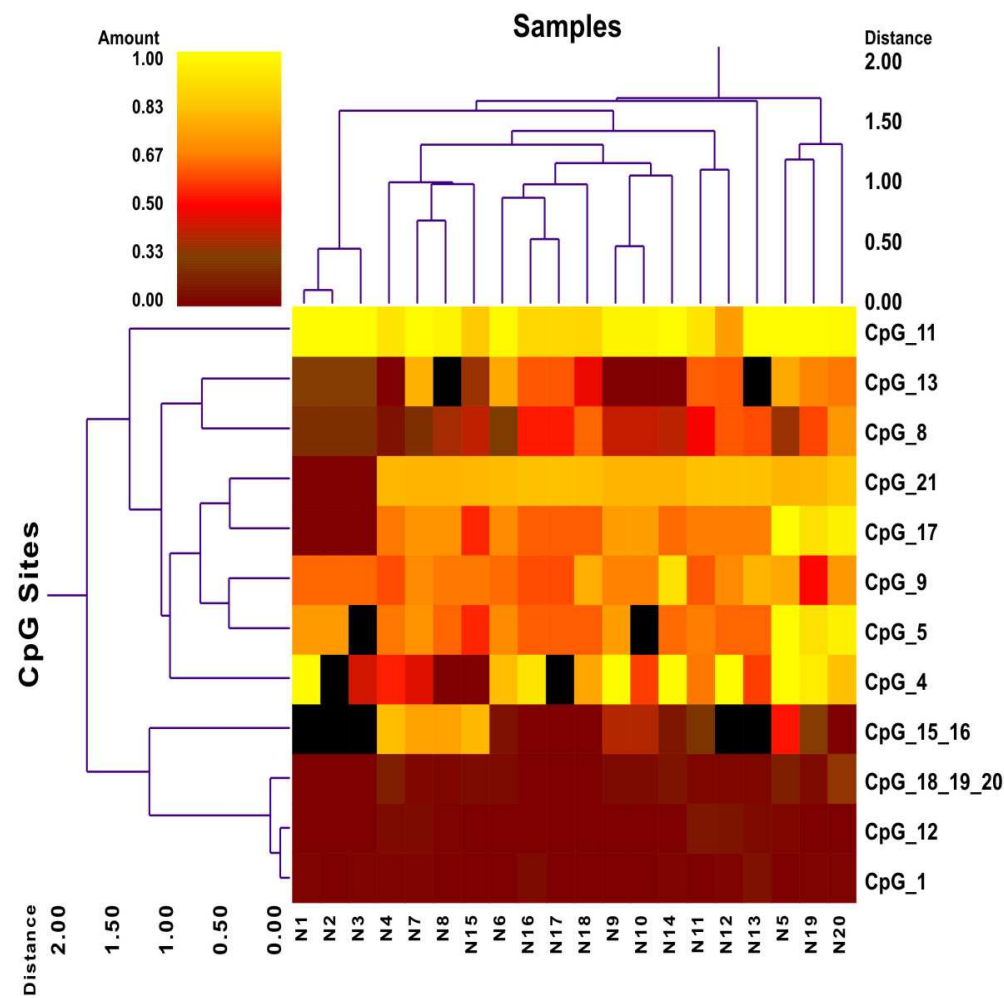 Samples
Amount
1.00
0.83
0.67
0.50
0.33
0.00
Distance
2.00
1.50
1.00
0.50
0.00
CpG_11
CpG_13
CpG_8
CpG_21
CpG_17
CpG_9
CpG_5
CpG_4
CpG_15_16
CpG_18_19_20
CpG_12
CpG_1
CpG Sites
Distance
2.00
1.50
1.00
0.50
0.00
N1 N2 N3 N4 N7 N8 N15 N6 N16 N17 N18 N9 N10 N14 N11 N12 N13 N5 N19 N20